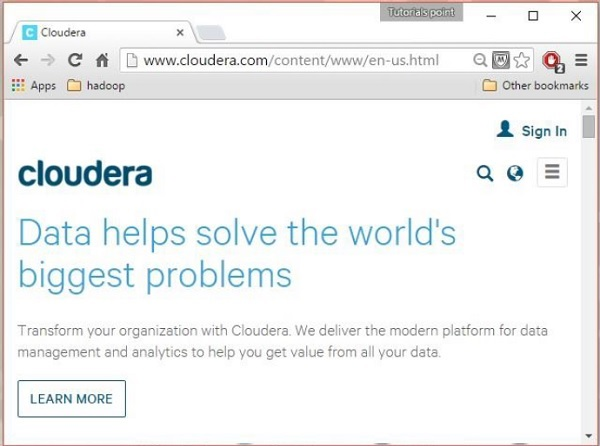 Tutorials point
C Cloudera
www.cloudera.com/content/www/en-us.html
2
Apps hadoop Other bookmarks
Sign In
cloudera
Data helps solve the world's
biggest problems
Transform your organization with Cloudera. We deliver the modern platform for data
management and analytics to help you get value from all your data.
LEARN MORE